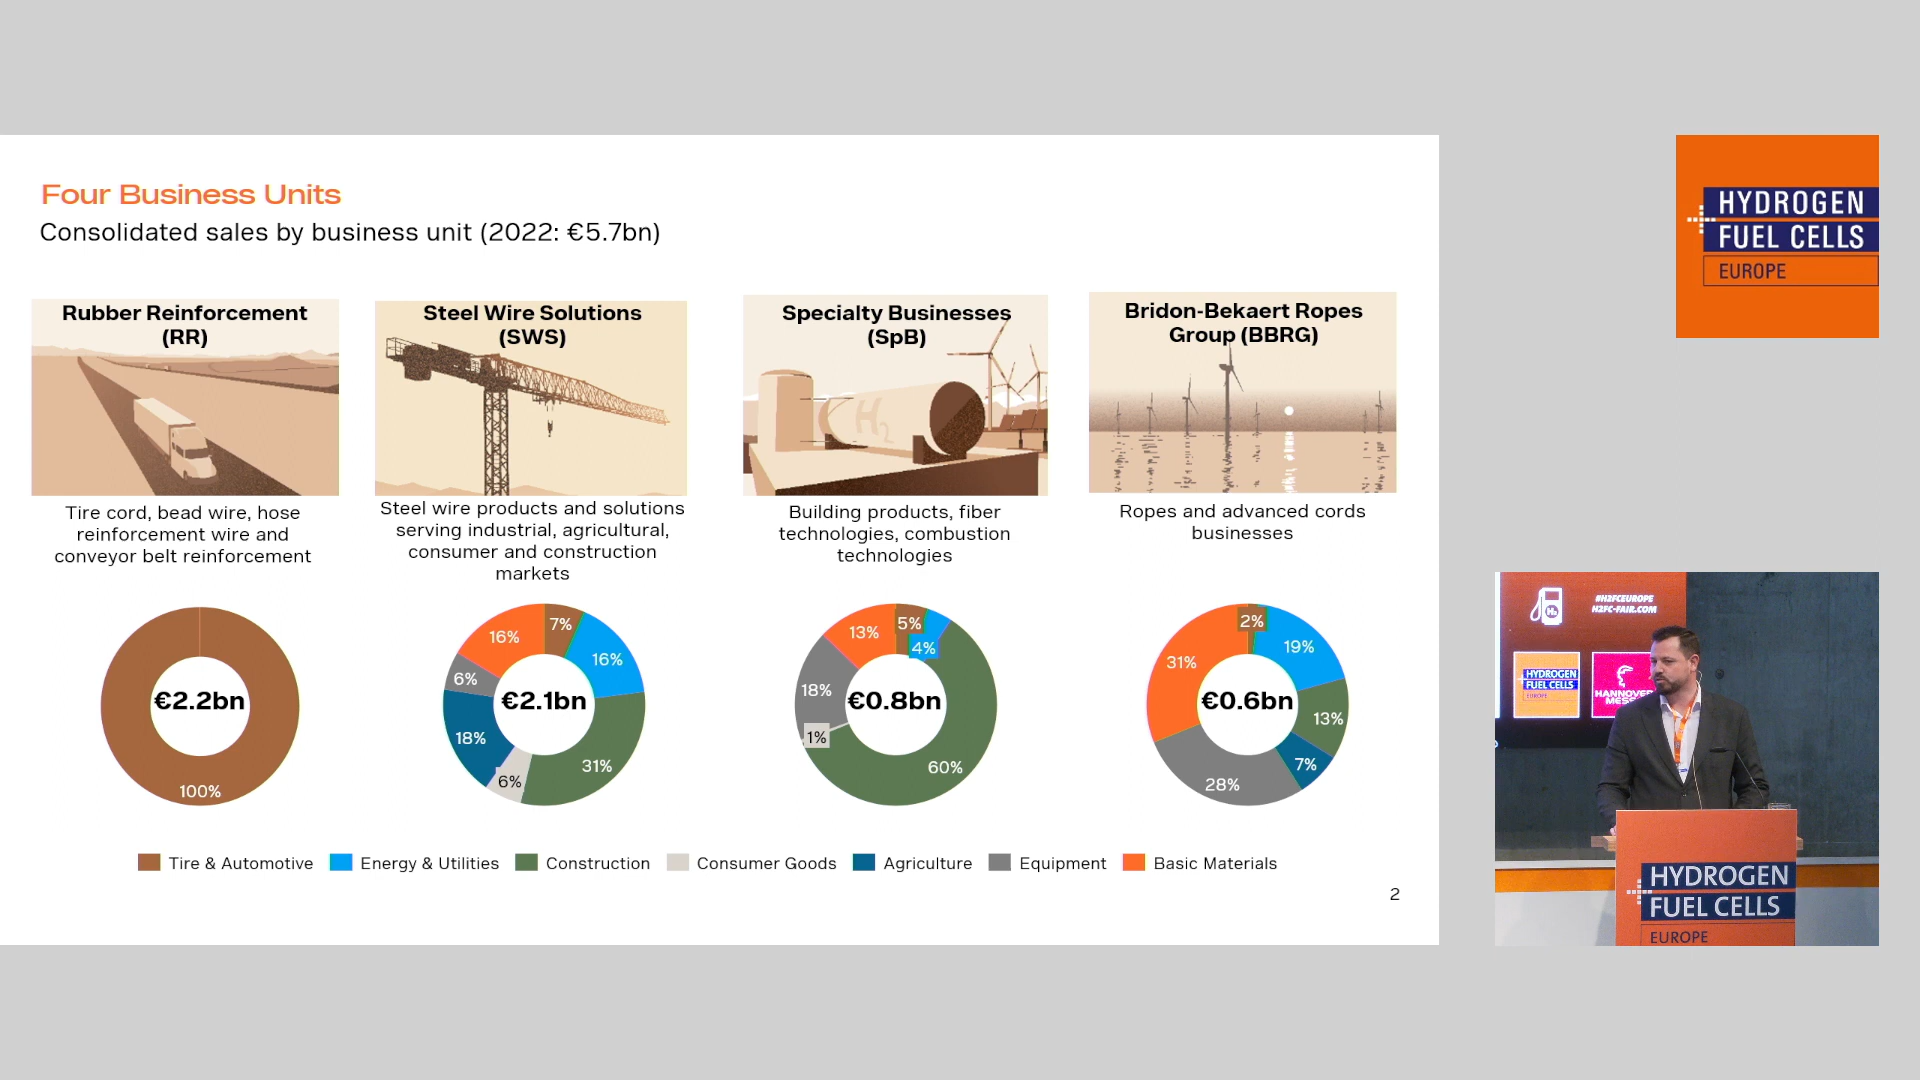 Four Business Units
Consolidated sales by business unit (2022: €5.7bn)
Rubber Reinforcement
(RR)
Tire cord, bead wire, hose
reinforcement wire and
conveyor belt reinforcement
€2.2bn
100%
Steel Wire Solutions
(SWS)
Steel wire products and solutions
serving industrial, agricultural,
consumer and construction
markets
7%
16%
31%
6%
18%
6%
16%
€2.1bn
Specialty Businesses
(SpB)
H2
Building products, fiber
technologies, combustion
technologies
5%
4%
60%
1%
18%
13%
€0.8bn
Bridon-Bekaert Ropes
Group (BBRG)
Ropes and advanced cords
businesses
2%
19%
13%
7%
28%
31%
€0.6bn
Tire & Automotive
Energy & Utilities
Construction
Consumer Goods
Agriculture
Equipment
Basic Materials
2
HYDROGEN
FUEL CELLS
EUROPE
#H2FCEUROPE
H2FC-FAIR.COM
H2
HYDROGEN
FUEL CELLS
EUROPE
HANNOVER
HYDROGEN
FUEL CELLS
EUROPE